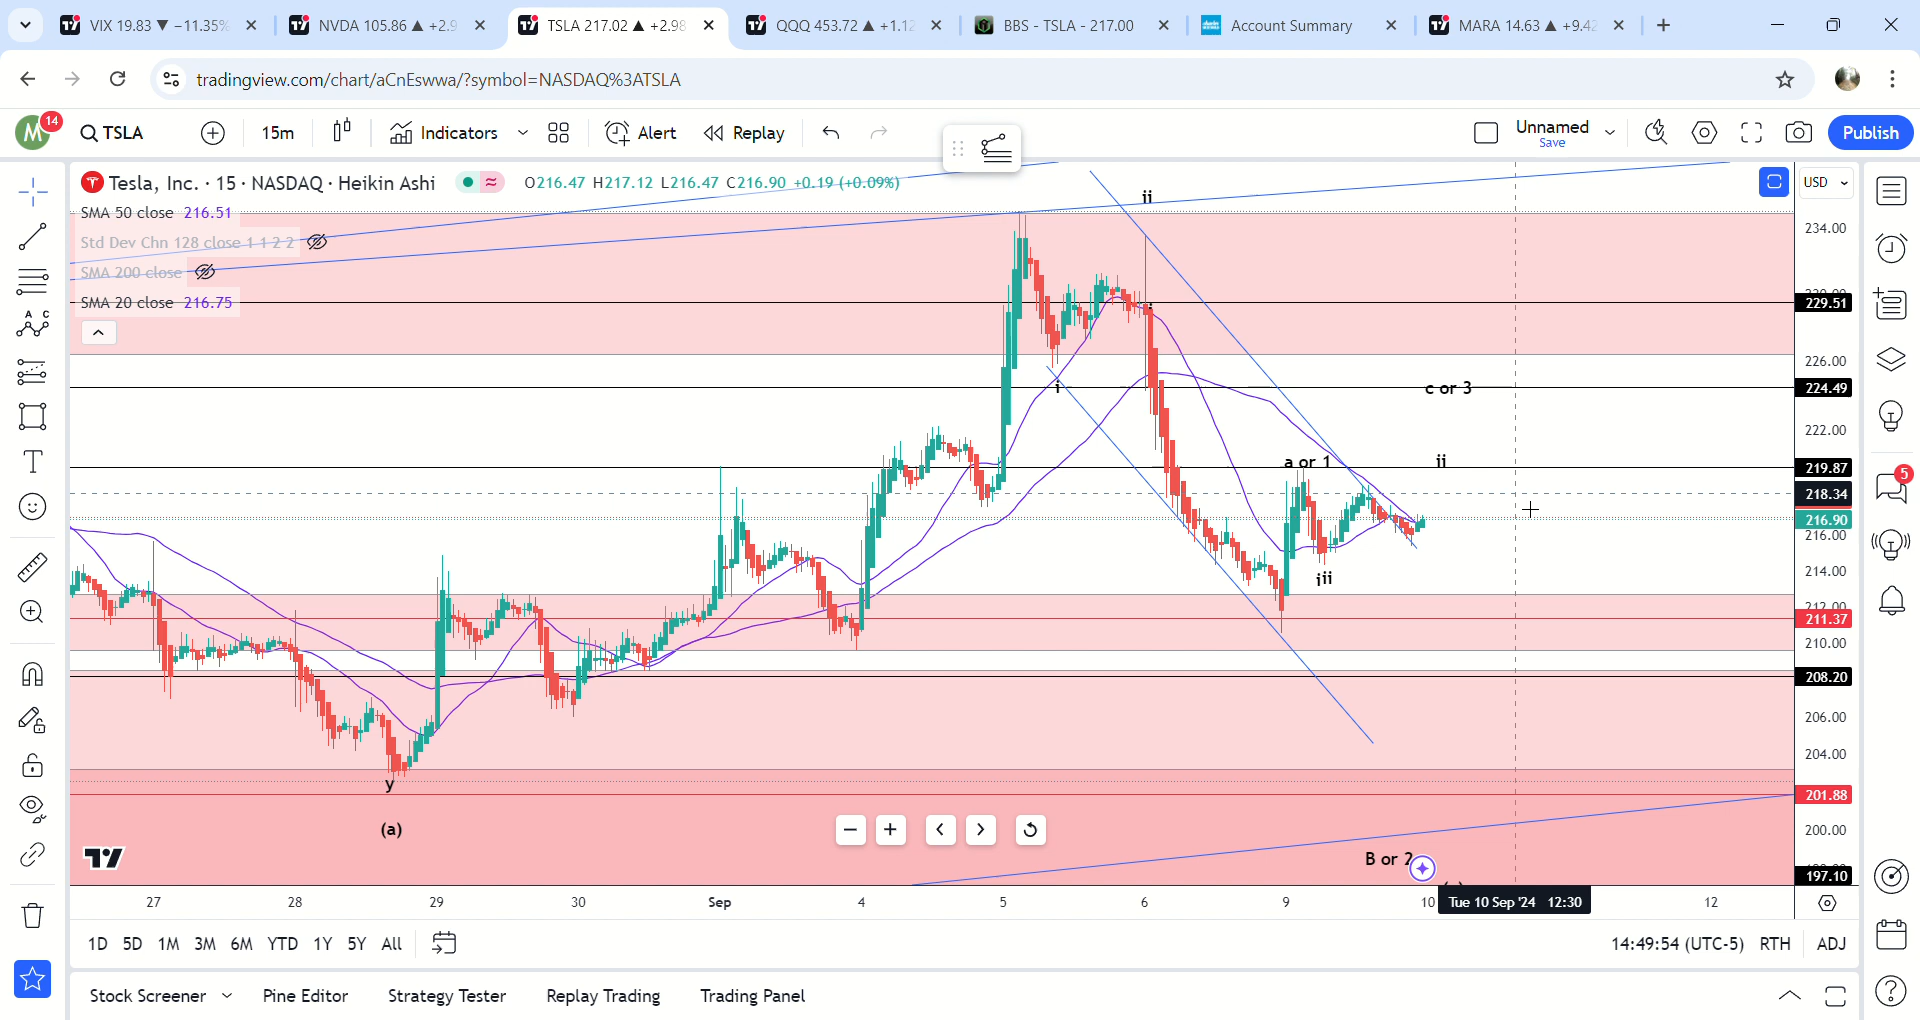 VIX 19.83 ▼ −11.35%
NVDA 105.86 ▲ +2.9
TSLA 217.02 ▲ +2.98
QQQ 453.72 ▲ +1.12
BBS - TSLA - 217.00
Account Summary
MARA 14.63 ▲ +9.42
tradingview.com/chart/aCnEswwa/?symbol=NASDAQ%3ATSLA
M
14
TSLA
15m
Indicators
Alert
Replay
Unnamed
Save
Publish
Tesla, Inc. · 15 · NASDAQ · Heikin Ashi
O216.47 H217.12 L216.47 C216.90 +0.19 (+0.09%)
USD
SMA 50 close 216.51
Std Dev Chn 128 close 1 1 2 2
SMA 200 close
SMA 20 close 216.75
A C
B
ii
i
c or 3
a or 1
ii
iii
y
(a)
B or 2
234.00
229.51
226.00
224.49
222.00
219.87
218.34
216.90
216.00
214.00
212.00
211.37
210.00
208.20
206.00
204.00
201.88
200.00
197.10
5
27
28
29
30
Sep
4
5
6
9
10
Tue 10 Sep '24 12:30
12
1D
5D
1M
3M
6M
YTD
1Y
5Y
All
14:49:54 (UTC-5)
RTH
ADJ
Stock Screener
Pine Editor
Strategy Tester
Replay Trading
Trading Panel